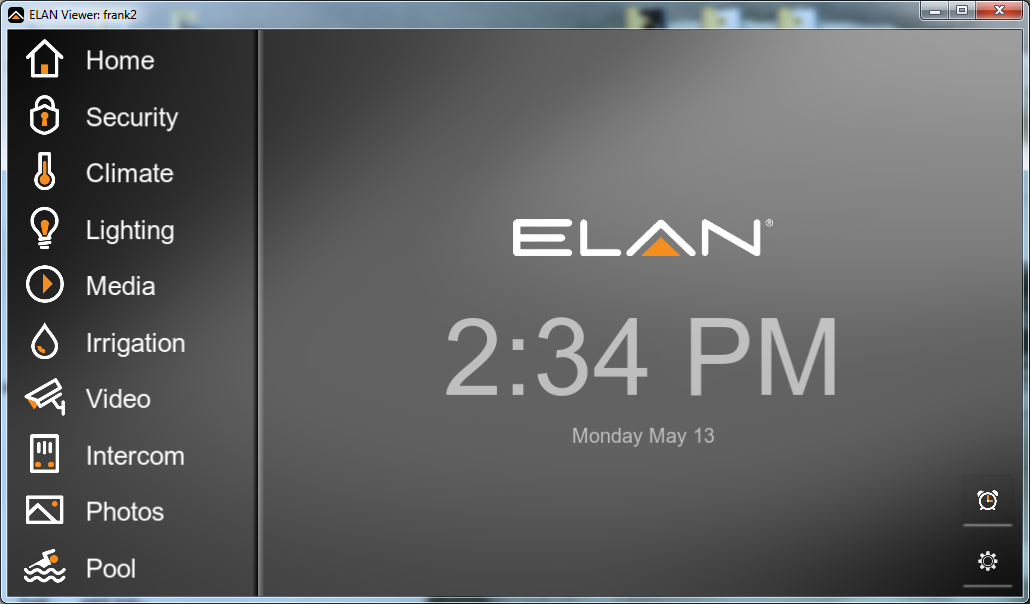 ELAN Viewer: frank2
Home
Security
Climate
Lighting
Media
Irrigation
Video
Intercom
Photos
Pool
ELAN®
2:34 PM
Monday May 13